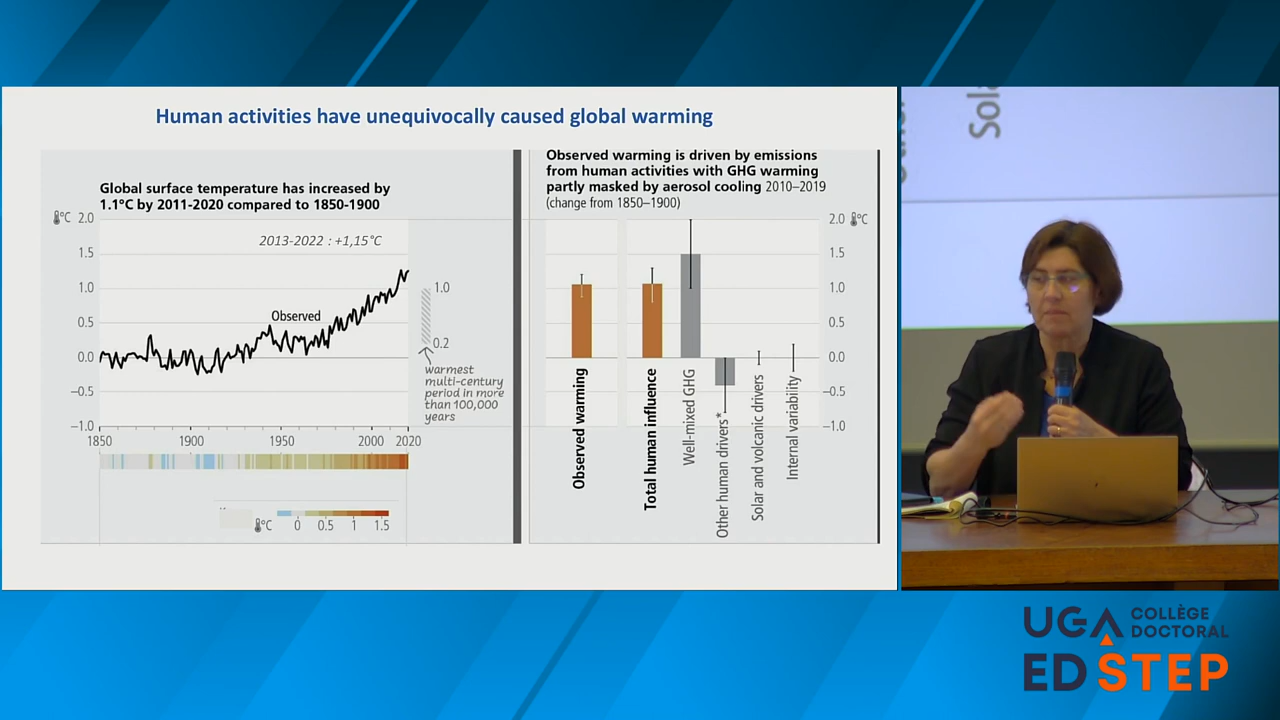 Human activities have unequivocally caused global warming
Global surface temperature has increased by
1.1°C by 2011-2020 compared to 1850-1900
°C
2.0
1.5
1.0
0.5
0.0
−0.5
−1.0
2013-2022 : +1,15°C
Observed
1.0
0.2
warmest
multi-century
period in more
than 100,000
years
1850
1900
1950
2000
2020
°C
0
0.5
1.0
1.5
Observed warming is driven by emissions
from human activities with GHG warming
partly masked by aerosol cooling 2010–2019
(change from 1850–1900)
2.0 °C
1.5
1.0
0.5
0.0
−0.5
−1.0
Observed warming
Total human influence
Well-mixed GHG
Other human drivers*
Solar and volcanic drivers
Internal variability
Sola
UGA COLLÈGE
DOCTORAL
ED STEP